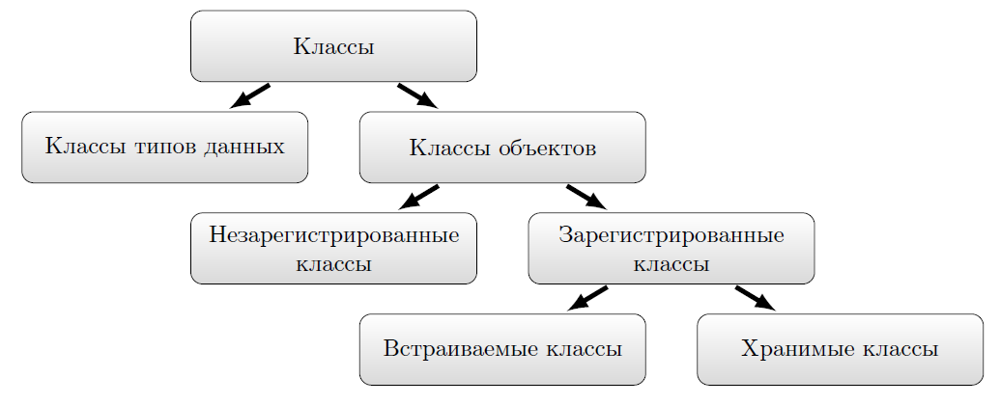 Классы
Классы типов данных
Классы объектов
Незарегистрированные
классы
Зарегистрированные
классы
Встраиваемые классы
Хранимые классы